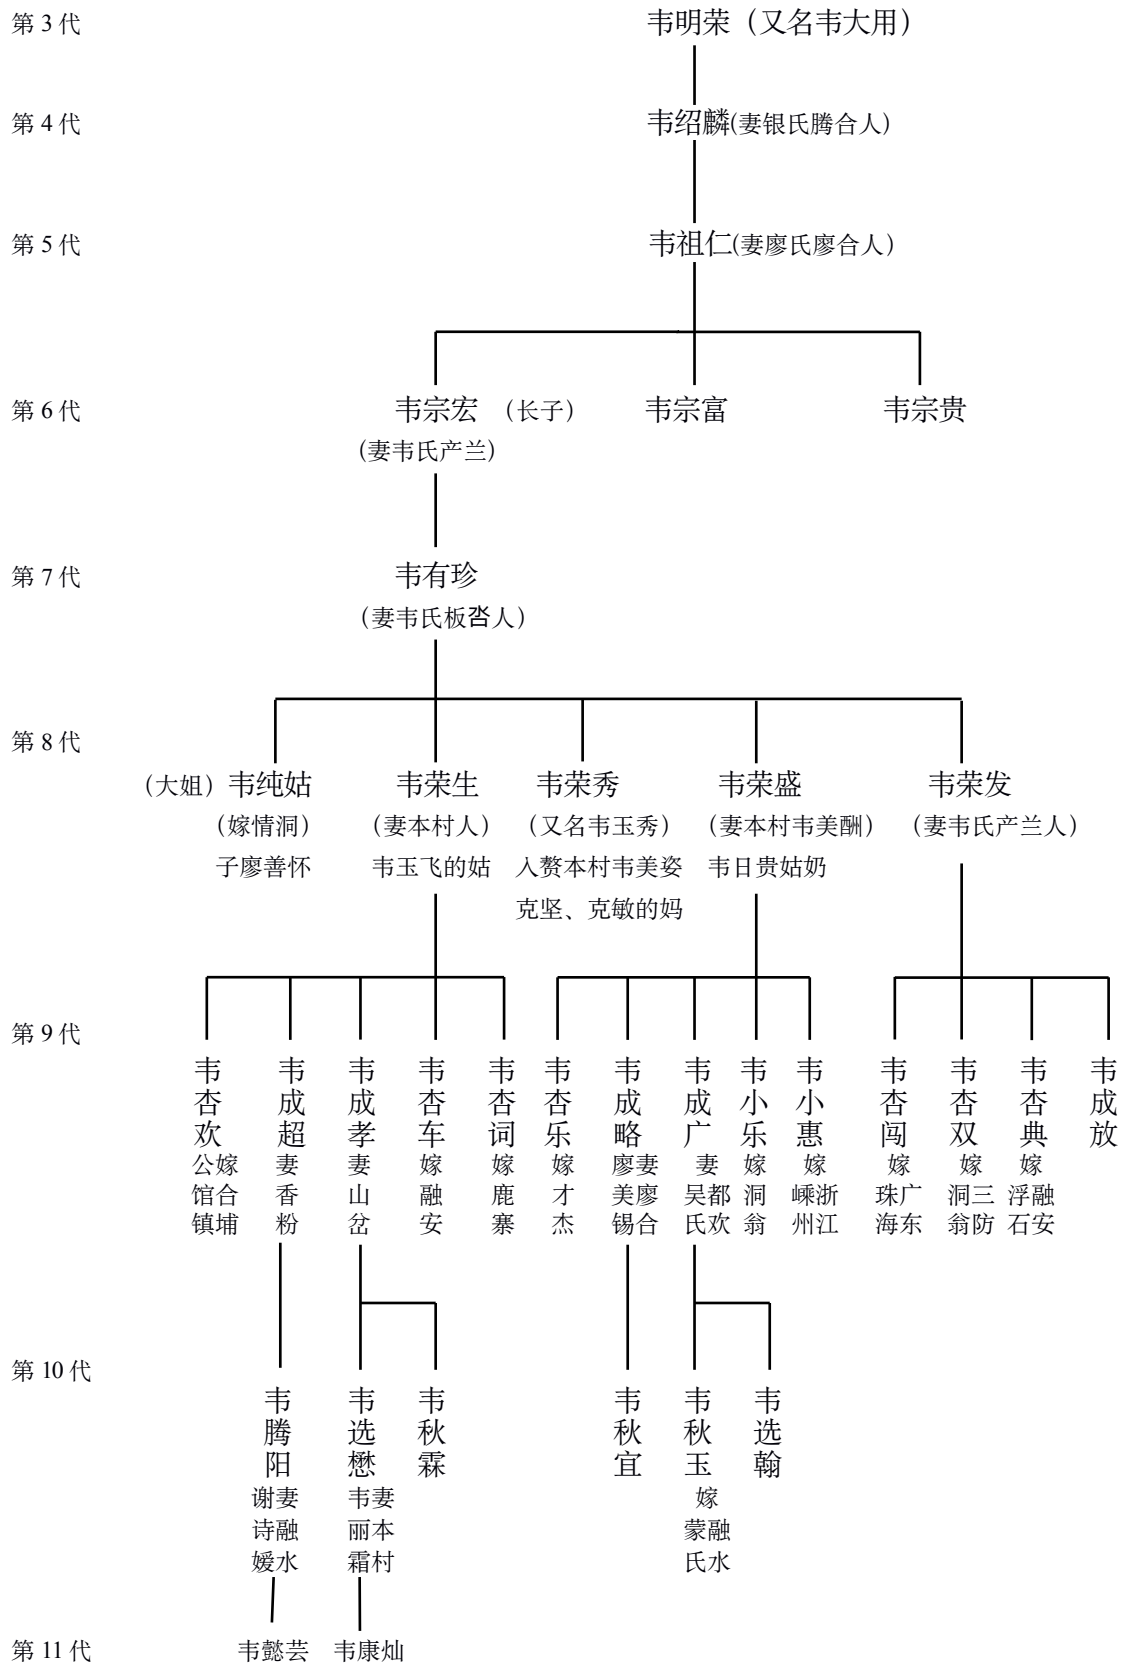 第 3 代
韦明荣（又名韦大用）
第 4 代
韦绍麟(妻银氏腾合人）
第 5 代
韦祖仁(妻廖氏廖合人）
第 6 代
韦宗宏 （长子）
韦宗富
韦宗贵
(妻韦氏产兰)
第 7 代
韦有珍
（妻韦氏板沓人）
第 8 代
（大姐）韦纯姑
（嫁情洞）
子廖善怀
韦荣生
（妻本村人）
韦玉飞的姑
韦荣秀
（又名韦玉秀）
入赘本村韦美姿
克坚、克敏的妈
韦荣盛
（妻本村韦美酬）
韦日贵姑奶
韦荣发
（妻韦氏产兰人）
第 9 代
韦杏欢
嫁合埔
公馆镇
韦成超
妻香粉
韦成孝
妻山岔
韦杏车
嫁融安
韦杏词
嫁鹿寨
韦杏乐
嫁才杰
韦成略
妻廖合
廖美锡
韦成广
妻都欢
吴氏
韦小乐
嫁洞翁
韦小惠
嫁浙江
嵊州
韦杏闯
嫁广东
珠海
韦杏双
嫁三防
洞翁
韦杏典
嫁融安
浮石
韦成放
第 10 代
韦腾阳
妻融水
谢诗媛
韦选懋
妻本村
韦丽霜
韦秋霖
韦秋宜
韦秋玉
嫁融水
蒙氏
韦选翰
第 11 代
韦懿芸
韦康灿